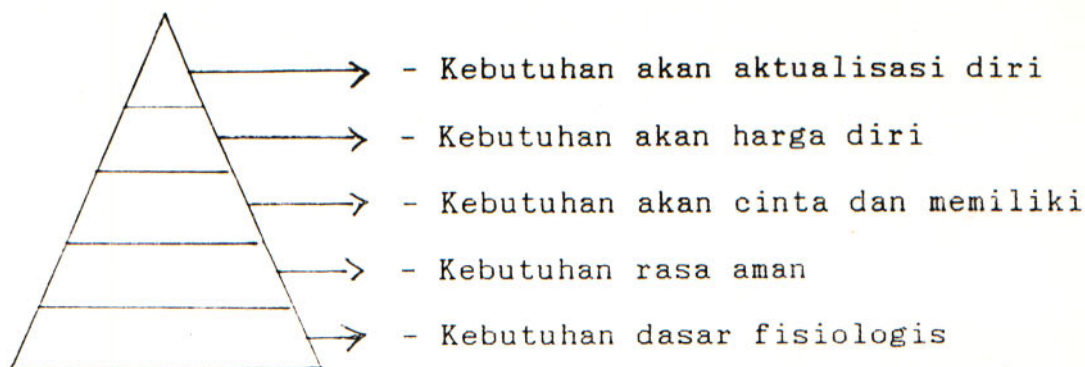 - Kebutuhan akan aktualisasi diri
- Kebutuhan akan harga diri
- Kebutuhan akan cinta dan memiliki
- Kebutuhan rasa aman
- Kebutuhan dasar fisiologis